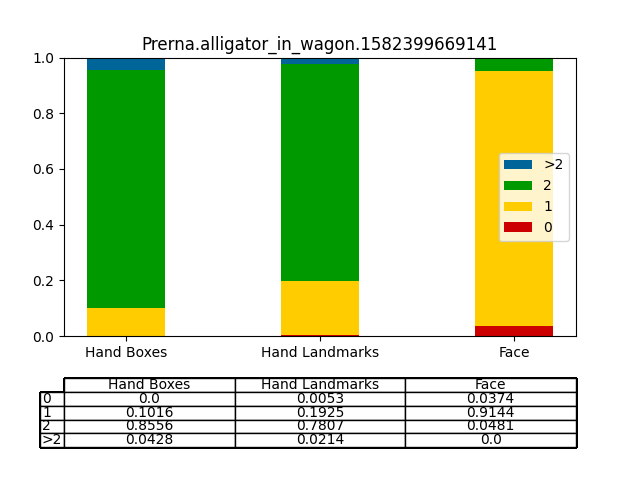 Prerna.alligator_in_wagon.1582399669141
1.0
0.8
0.6
0.4
0.2
0.0
>2
2
1
0
Hand Boxes Hand Landmarks Face
Hand Boxes Hand Landmarks Face
0 0.0 0.0053 0.0374
1 0.1016 0.1925 0.9144
2 0.8556 0.7807 0.0481
>2 0.0428 0.0214 0.0